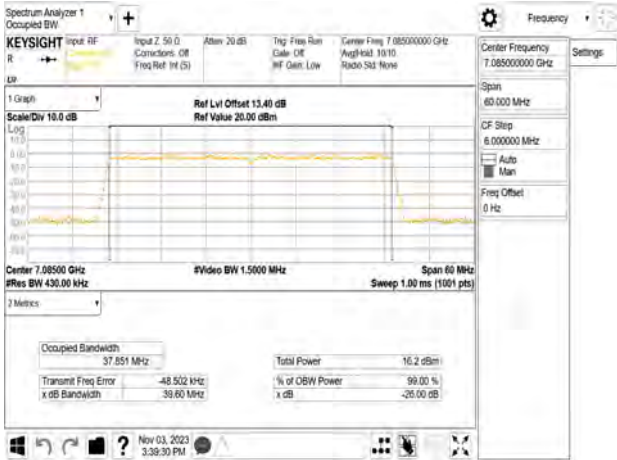 Spectrum Analyzer 1
Occupied BW
+
Frequency
KEYSIGHT
Input: RF
Input Z: 50 Ω
Corrections: Off
Freq Ref: Int (S)
Atten: 20 dB
Trig: Free Run
Gate: Off
#IF Gain: Low
Center Freq: 7.085000000 GHz
Avg|Hold: 10/10
Radio Std: None
R
Center Frequency
7.085000000 GHz
Settings
Span
60.000 MHz
CF Step
6.000000 MHz
Auto
Man
Freq Offset
0 Hz
1 Graph
Scale/Div 10.0 dB
Ref Lvl Offset 13.40 dB
Ref Value 20.00 dBm
Log
10.0
0.00
Center 7.08500 GHz
#Res BW 430.00 kHz
#Video BW 1.5000 MHz
Span 60 MHz
Sweep 1.00 ms (1001 pts)
2 Metrics
Occupied Bandwidth
37.851 MHz
Total Power
16.2 dBm
Transmit Freq Error
-48.502 kHz
% of OBW Power
99.00 %
x dB Bandwidth
39.60 MHz
x dB
-26.00 dB
?
Nov 03, 2023
3:39:30 PM